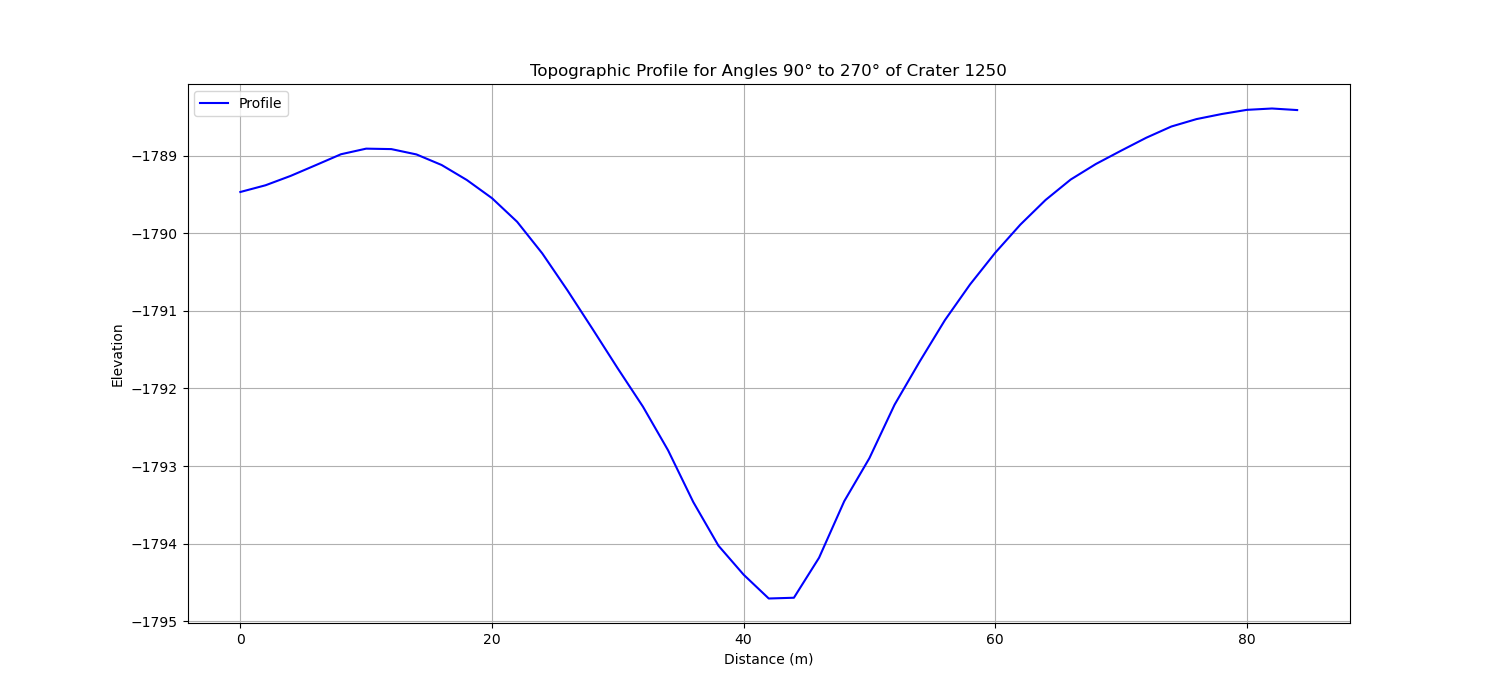 Topographic Profile for Angles 90° to 270° of Crater 1250
Profile
−1789
−1790
−1791
−1792
−1793
−1794
−1795
Elevation
0 20 40 60 80
Distance (m)